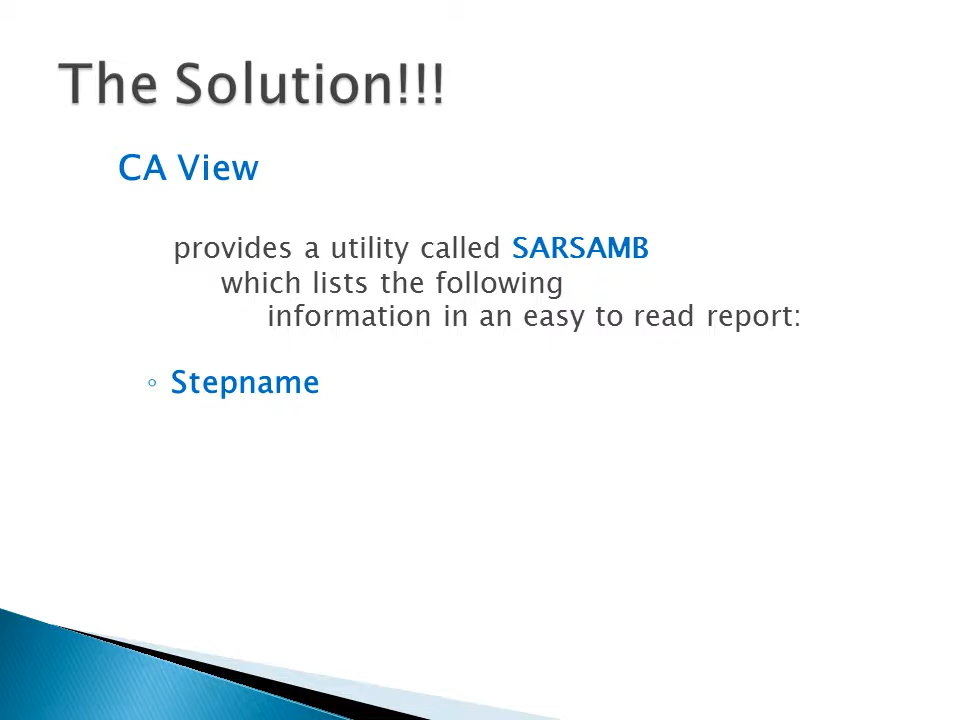 The Solution!!!
CA View
provides a utility called SARSAMB
which lists the following
information in an easy to read report:
◦ Stepname